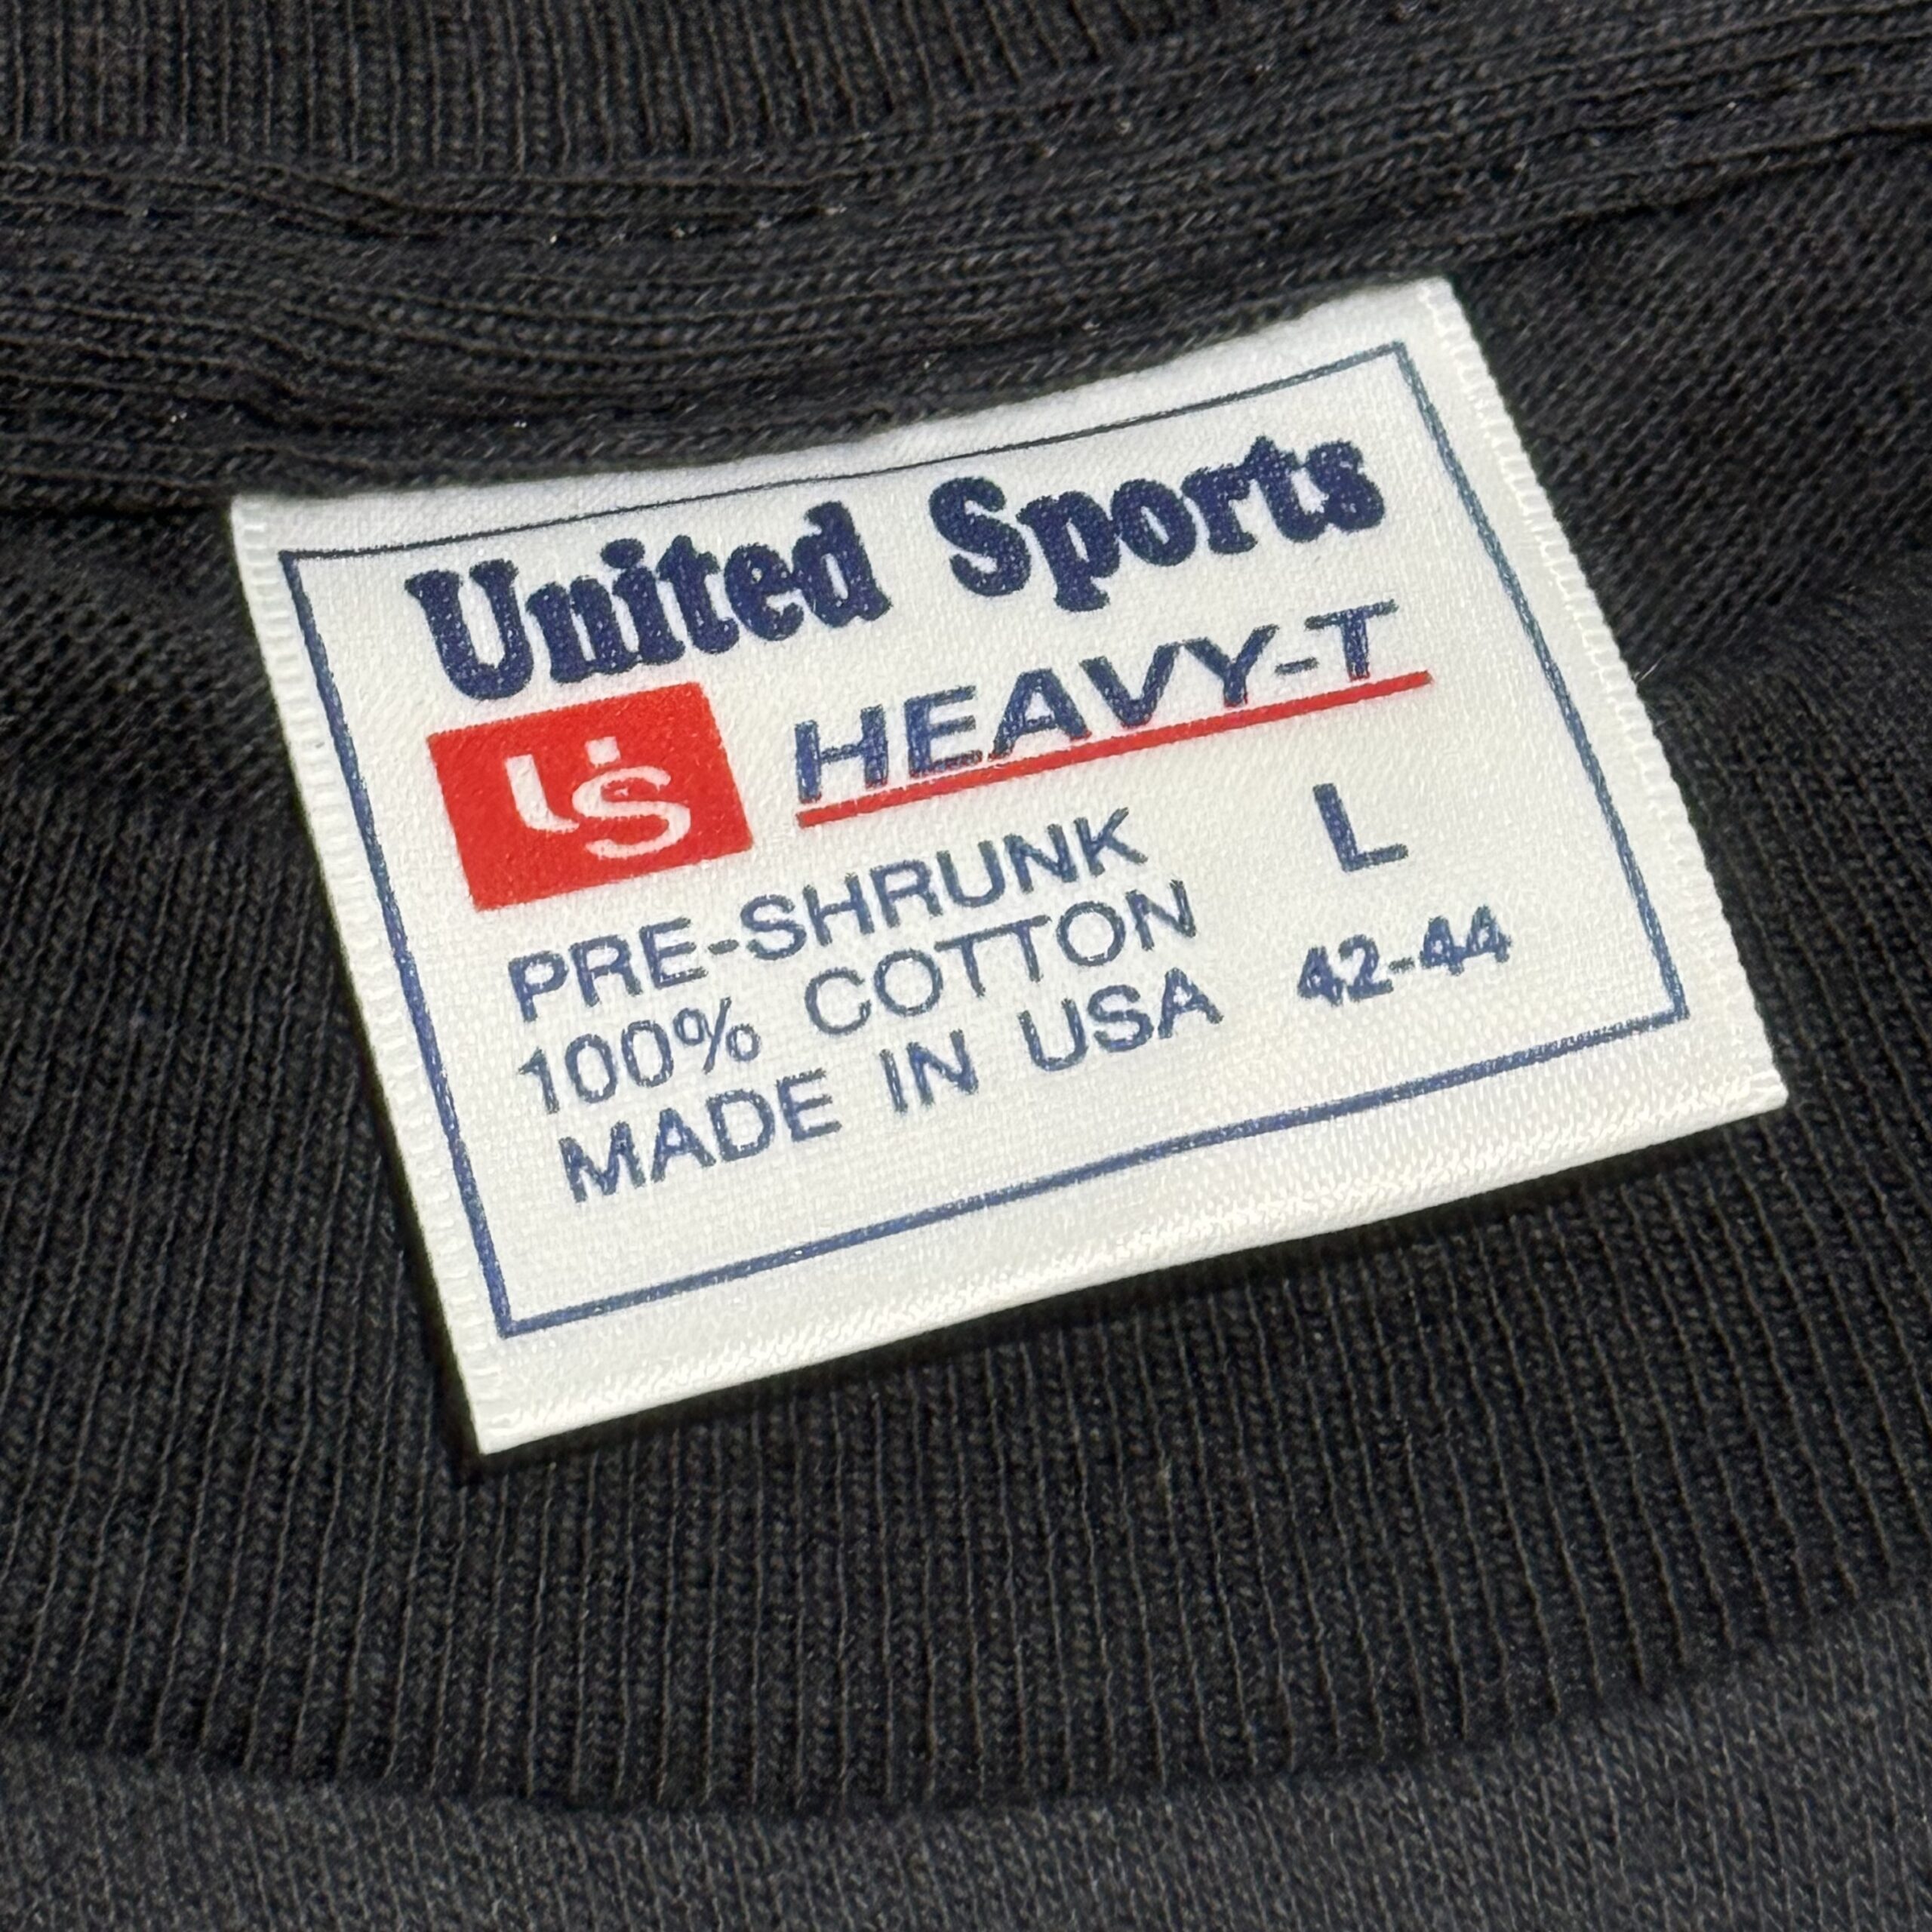 United Sports
US HEAVY-T
PRE-SHRUNK L
100% COTTON 42-44
MADE IN USA